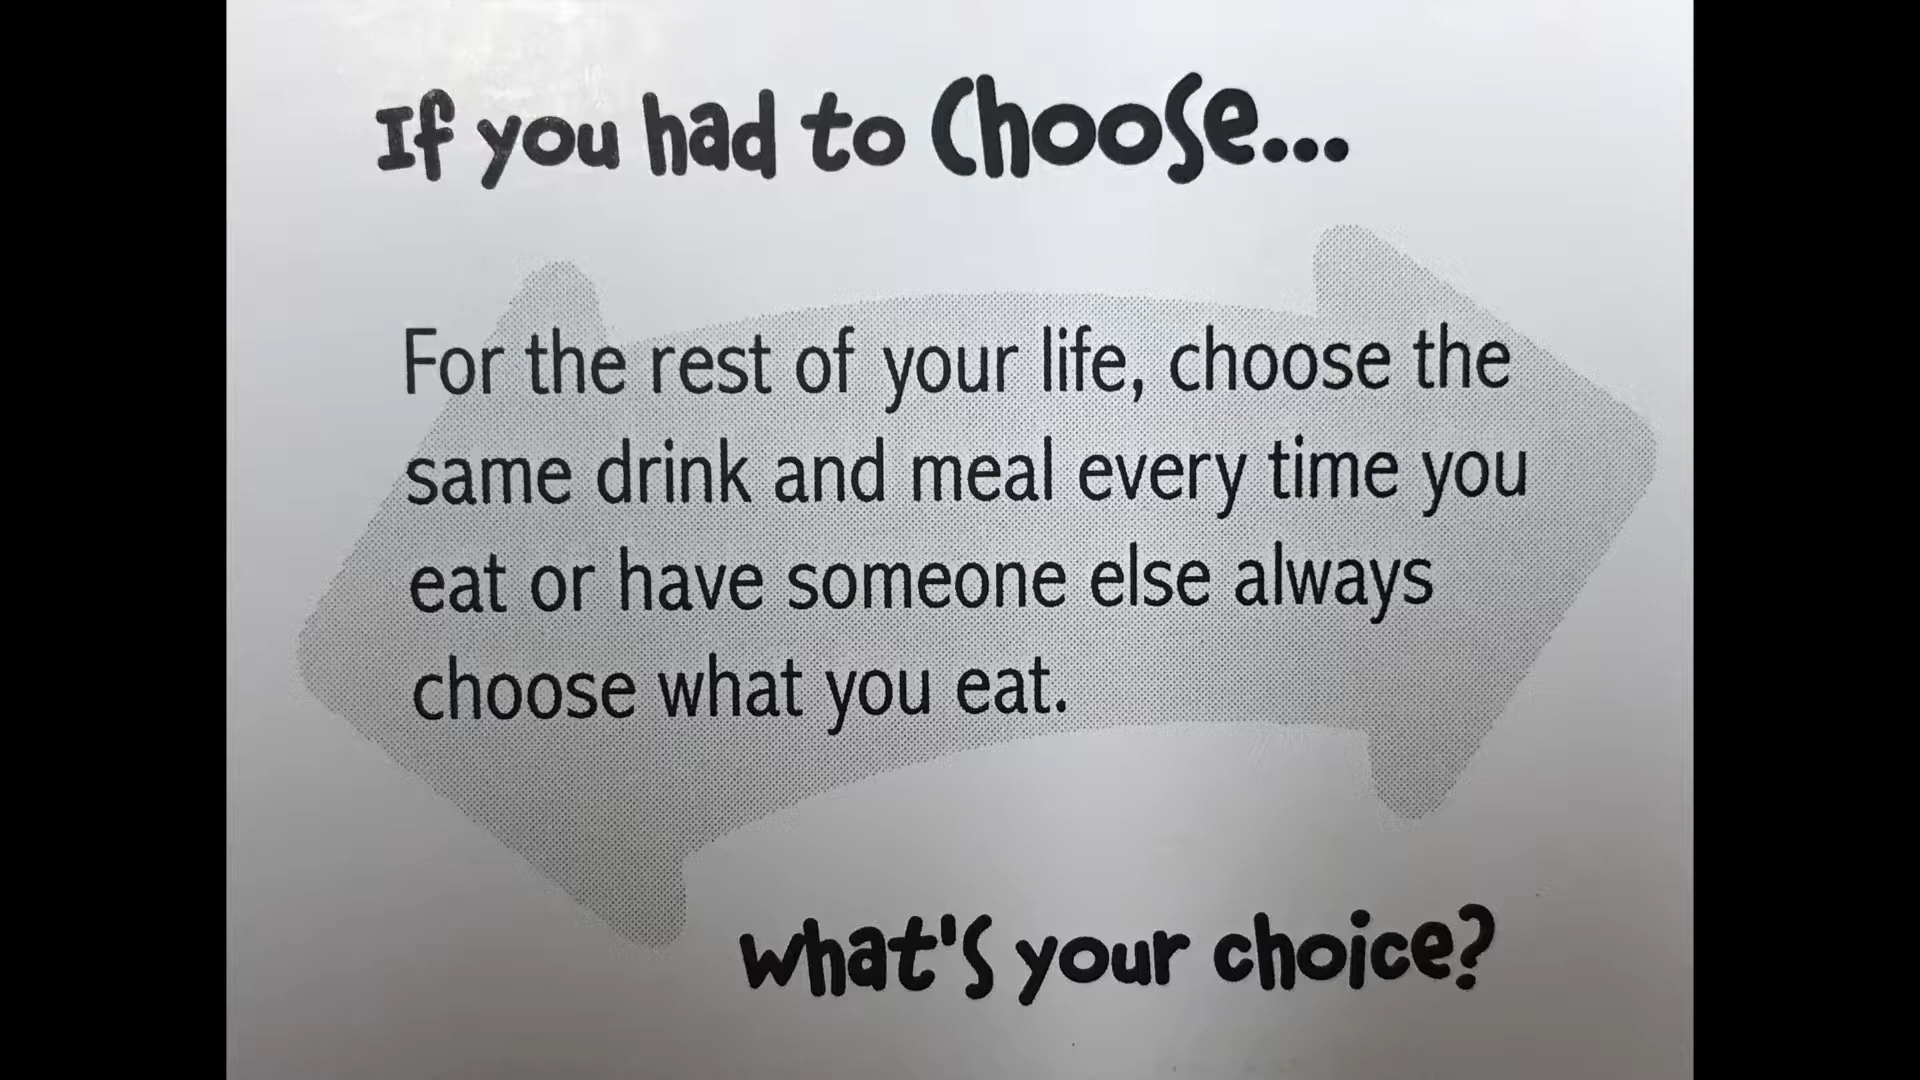 If you had to Choose...
For the rest of your life, choose the
same drink and meal every time you
eat or have someone else always
choose what you eat.
what's your choice?